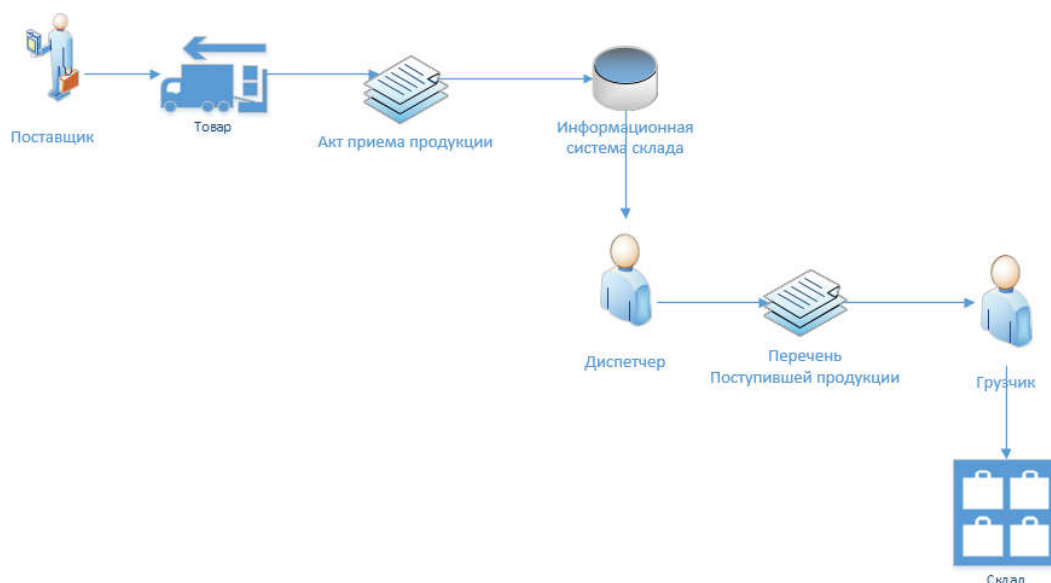 Поставщик
Товар
Акт приема продукции
Информационная
система склада
Диспетчер
Перечень
Поступившей продукции
Грузчик
Склад